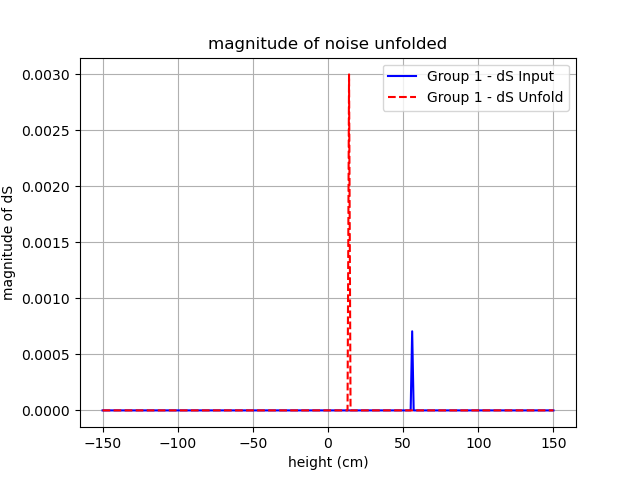 magnitude of noise unfolded
Group 1 - dS Input
Group 1 - dS Unfold
magnitude of dS
0.0030
0.0025
0.0020
0.0015
0.0010
0.0005
0.0000
−150 −100 −50 0 50 100 150
height (cm)